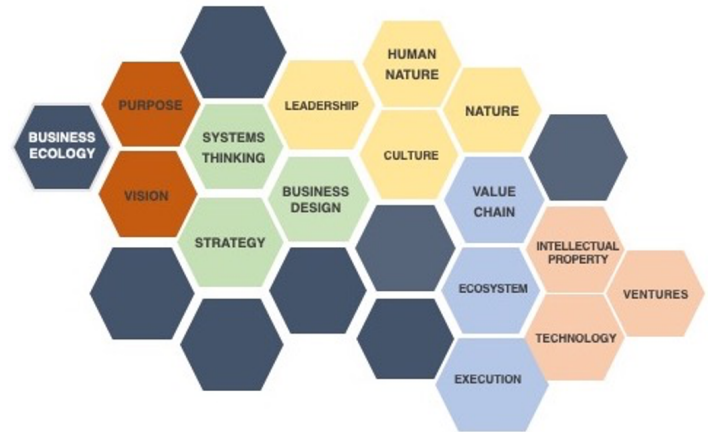 BUSINESS
ECOLOGY
PURPOSE
VISION
SYSTEMS
THINKING
STRATEGY
LEADERSHIP
BUSINESS
DESIGN
HUMAN
NATURE
CULTURE
NATURE
VALUE
CHAIN
ECOSYSTEM
EXECUTION
INTELLECTUAL
PROPERTY
TECHNOLOGY
VENTURES